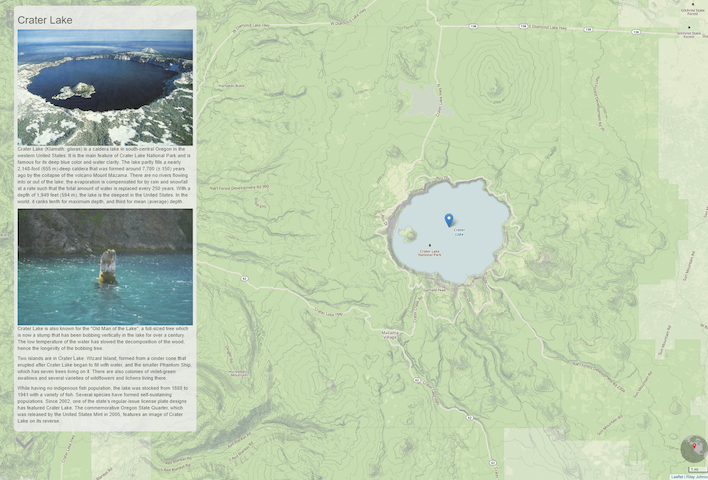 Crater Lake
Crater Lake (Klamath: giiwas) is a caldera lake in south-central Oregon in the
western United States. It is the main feature of Crater Lake National Park and is
famous for its deep blue color and water clarity. The lake partly fills a nearly
2,148-foot (655 m)-deep caldera that was formed around 7,700 (± 150) years
ago by the collapse of the volcano Mount Mazama. There are no rivers flowing
into or out of the lake; the evaporation is compensated for by rain and snowfall
at a rate such that the total amount of water is replaced every 250 years. With a
depth of 1,949 feet (594 m), the lake is the deepest in the United States. In the
world, it ranks tenth for maximum depth, and third for mean (average) depth.
Crater Lake is also known for the "Old Man of the Lake", a full-sized tree which
is now a stump that has been bobbing vertically in the lake for over a century.
The low temperature of the water has slowed the decomposition of the wood,
hence the longevity of the bobbing tree.
Two islands are in Crater Lake: Wizard Island, formed from a cinder cone that
erupted after Crater Lake began to fill with water, and the smaller Phantom Ship,
which has seven trees living on it. There are also colonies of violet-green
swallows and several varieties of wildflowers and lichens living there.
While having no indigenous fish population, the lake was stocked from 1888 to
1941 with a variety of fish. Several species have formed self-sustaining
populations. Since 2002, one of the state's regular-issue license plate designs
has featured Crater Lake. The commemorative Oregon State Quarter, which
was released by the United States Mint in 2005, features an image of Crater
Lake on its reverse.
Crater
Lake
Crater Lake
National Park
Mazama
Village
Crater Lake Hwy
62
62
62
138
138
138